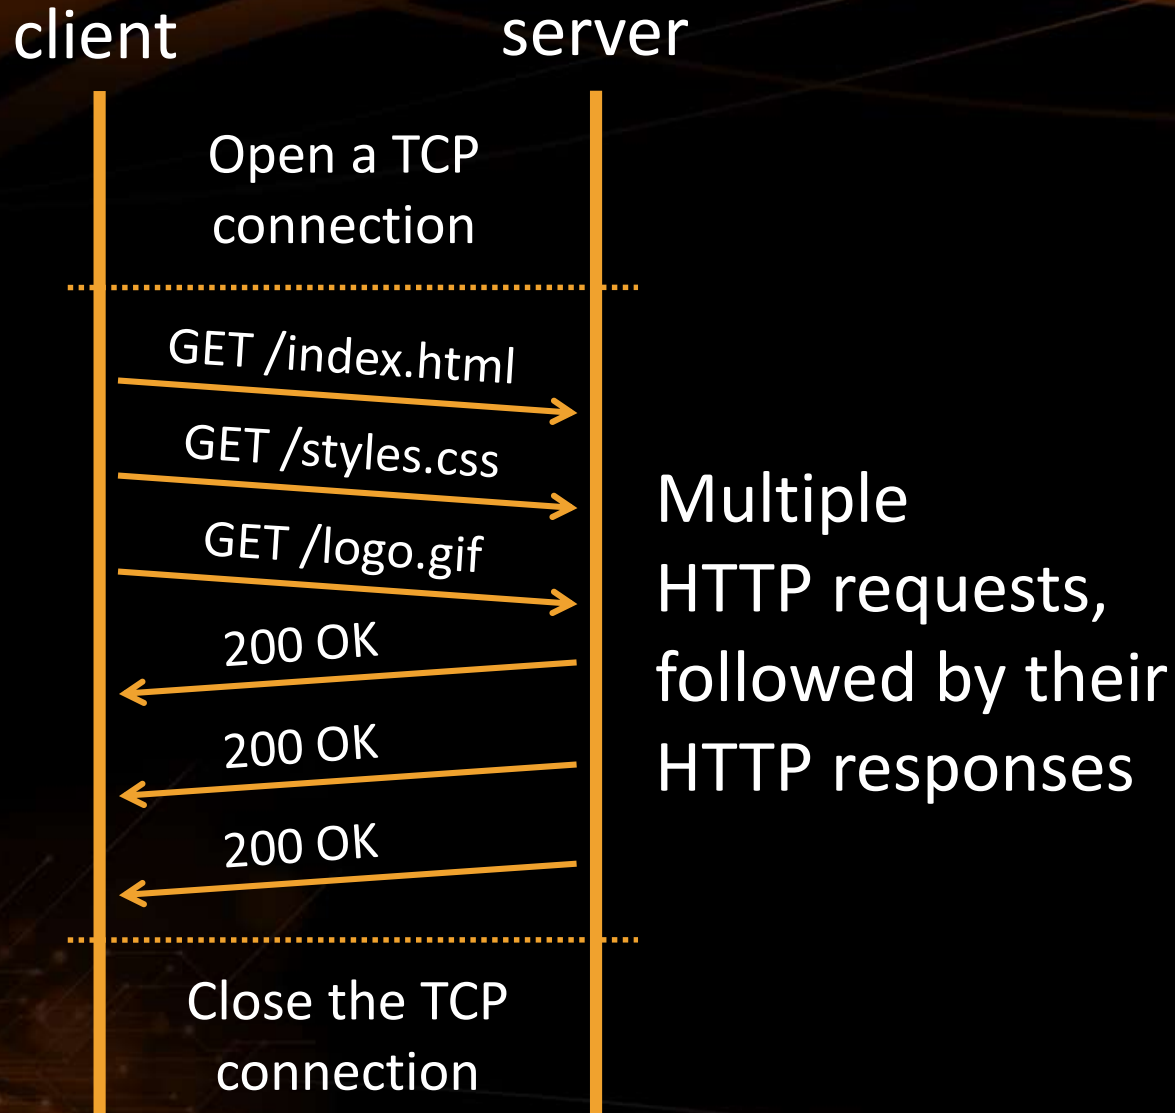 client
server
Open a TCP
connection
GET /index.html
GET /styles.css
GET /logo.gif
200 OK
200 OK
200 OK
Close the TCP
connection
Multiple
HTTP requests,
followed by their
HTTP responses